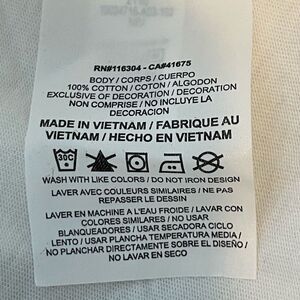 RN#116304 - CA#41675
BODY / CORPS / CUERPO
100% COTTON / COTON / ALGODON
EXCLUSIVE OF DECORATION / DECORATION
NON COMPRISE / NO INCLUYE LA
DECORACION
MADE IN VIETNAM / FABRIQUE AU
VIETNAM / HECHO EN VIETNAM
30C
WASH WITH LIKE COLORS / DO NOT IRON DESIGN
LAVER AVEC COULEURS SIMILAIRES / NE PAS
REPASSER LE DESSIN
LAVER EN MACHINE A L'EAU FROIDE / LAVAR CON
COLORES SIMILARES / NO USAR
BLANQUEADORES / USAR SECADORA CICLO
LENTO / USAR PLANCHA TEMPERATURA MEDIA /
NO PLANCHAR DIRECTAMENTE SOBRE EL DISEÑO /
NO LAVAR EN SECO